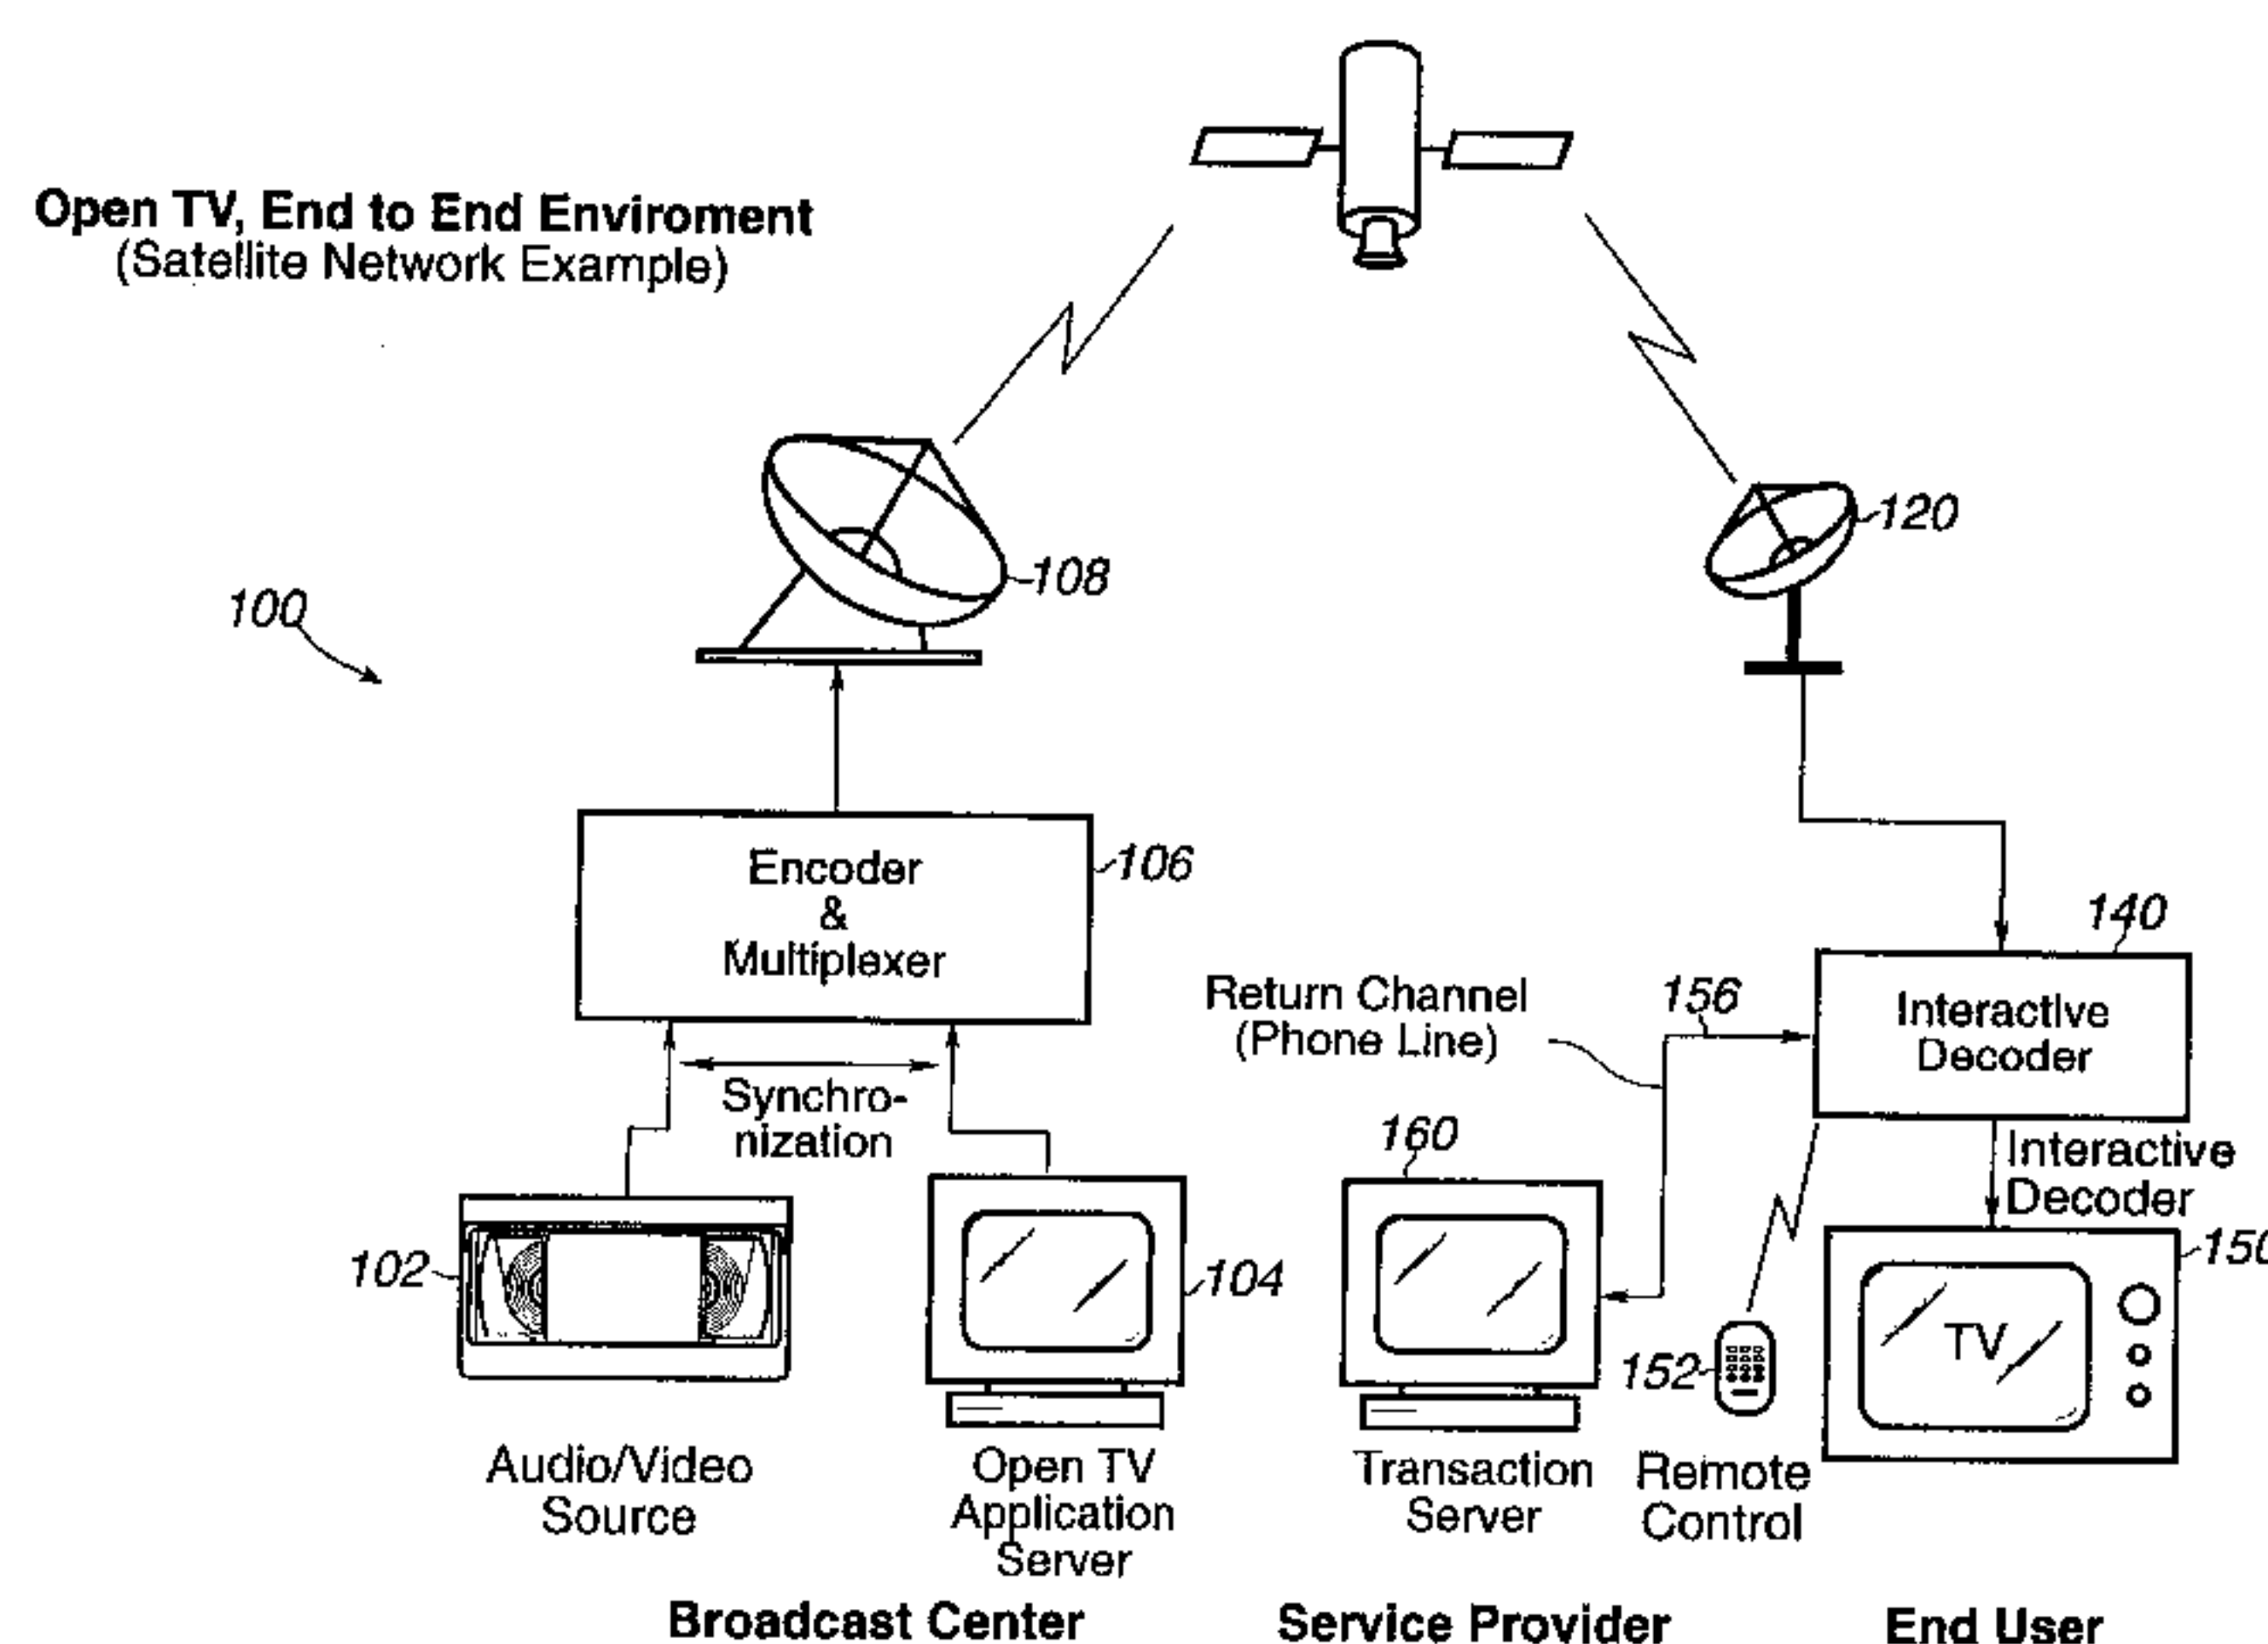 Open TV, End to End Enviroment
(Satellite Network Example)
120
108
100
Encoder
&
Multiplexer
106
140
Return Channel
(Phone Line)
156
Interactive
Decoder
Synchro-
nization
160
Interactive
Decoder
102
104
150
TV
152
Audio/Video
Source
Open TV
Application
Server
Transaction
Server
Remote
Control
Broadcast Center
Service Provider
End User